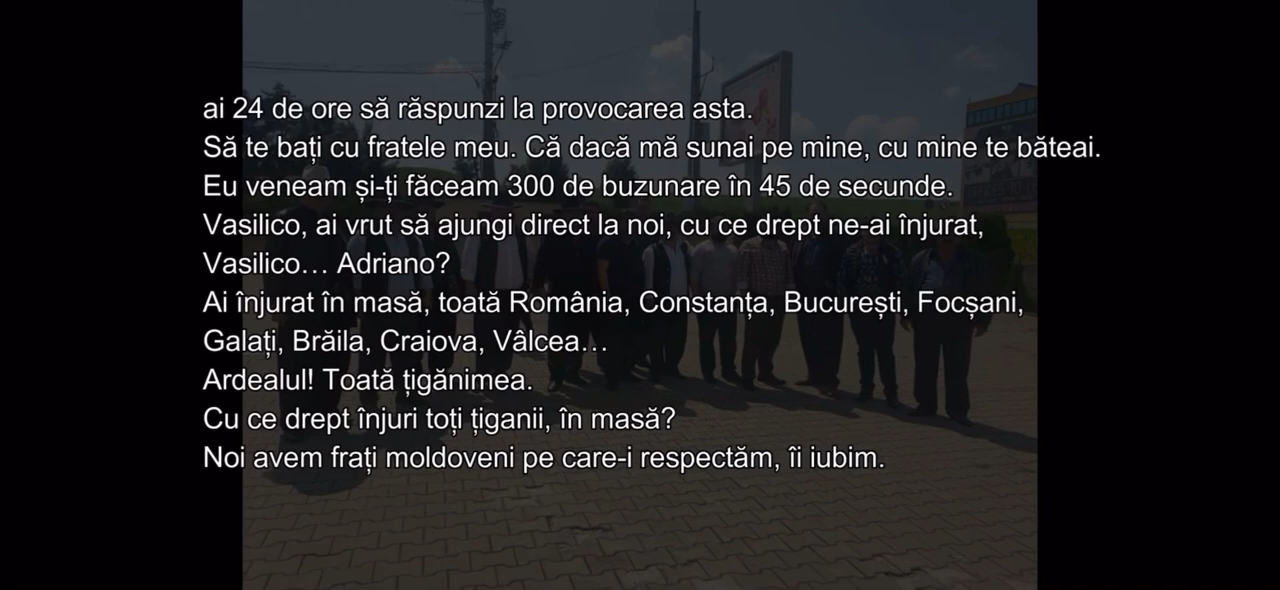 ai 24 de ore să răspunzi la provocarea asta.
Să te bați cu fratele meu. Că dacă mă sunai pe mine, cu mine te băteai.
Eu veneam și-ți făceam 300 de buzunare în 45 de secunde.
Vasilico, ai vrut să ajungi direct la noi, cu ce drept ne-ai înjurat,
Vasilico… Adriano?
Ai înjurat în masă, toată România, Constanța, București, Focșani,
Galați, Brăila, Craiova, Vâlcea…
Ardealul! Toată țigănimea.
Cu ce drept înjuri toți țiganii, în masă?
Noi avem frați moldoveni pe care-i respectăm, îi iubim.